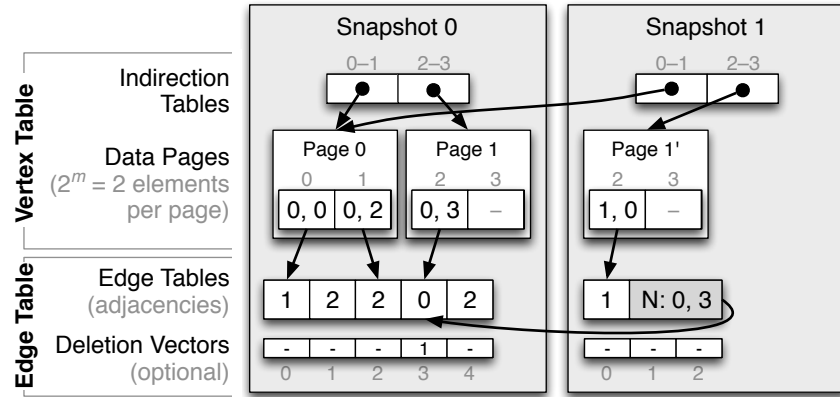 Snapshot 0
Snapshot 1
Vertex Table
Indirection
Tables
0–1 2–3
0–1 2–3
Data Pages
(2^m = 2 elements
per page)
Page 0
0 1
0, 0 0, 2
Page 1
2 3
0, 3 –
Page 1'
2 3
1, 0 –
Edge Table
Edge Tables
(adjacencies)
1 2 2 0 2
1 N: 0, 3
Deletion Vectors
(optional)
- - - 1 -
0 1 2 3 4
- - -
0 1 2